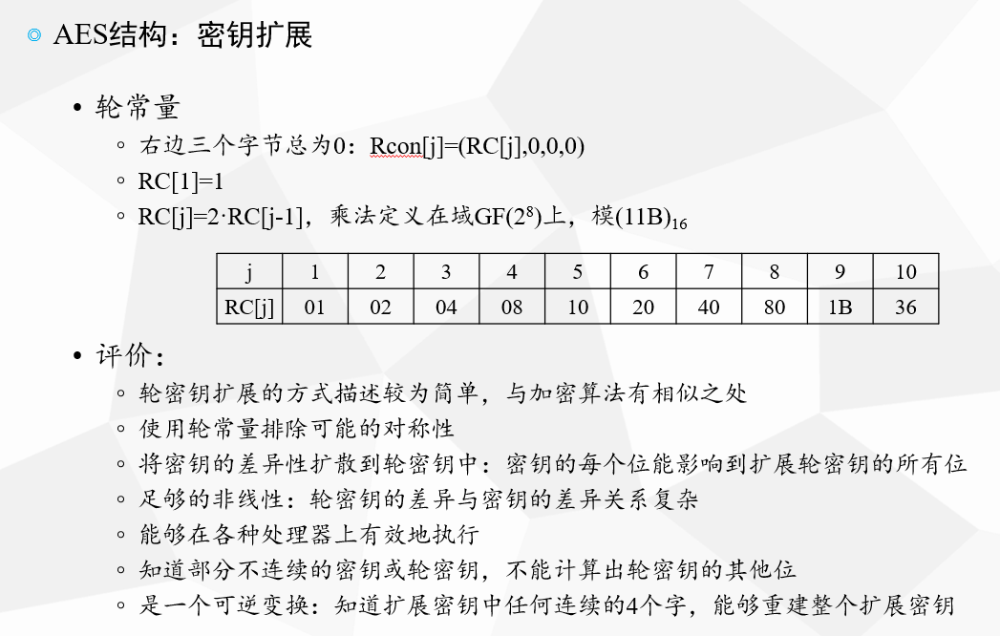 AES结构：密钥扩展
• 轮常量
右边三个字节总为0：Rcon[j]=(RC[j],0,0,0)
RC[1]=1
RC[j]=2·RC[j-1]，乘法定义在域GF(2⁸)上，模(11B)₁₆
j 1 2 3 4 5 6 7 8 9 10
RC[j] 01 02 04 08 10 20 40 80 1B 36
• 评价：
轮密钥扩展的方式描述较为简单，与加密算法有相似之处
使用轮常量排除可能的对称性
将密钥的差异性扩散到轮密钥中：密钥的每个位能影响到扩展轮密钥的所有位
足够的非线性：轮密钥的差异与密钥的差异关系复杂
能够在各种处理器上有效地执行
知道部分不连续的密钥或轮密钥，不能计算出轮密钥的其他位
是一个可逆变换：知道扩展密钥中任何连续的4个字，能够重建整个扩展密钥